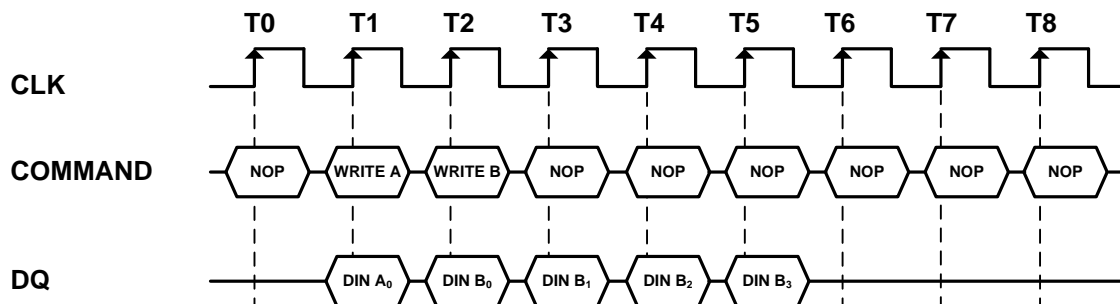 T0 T1 T2 T3 T4 T5 T6 T7 T8
CLK
COMMAND NOP WRITE A WRITE B NOP NOP NOP NOP NOP NOP
DQ DIN A₀ DIN B₀ DIN B₁ DIN B₂ DIN B₃